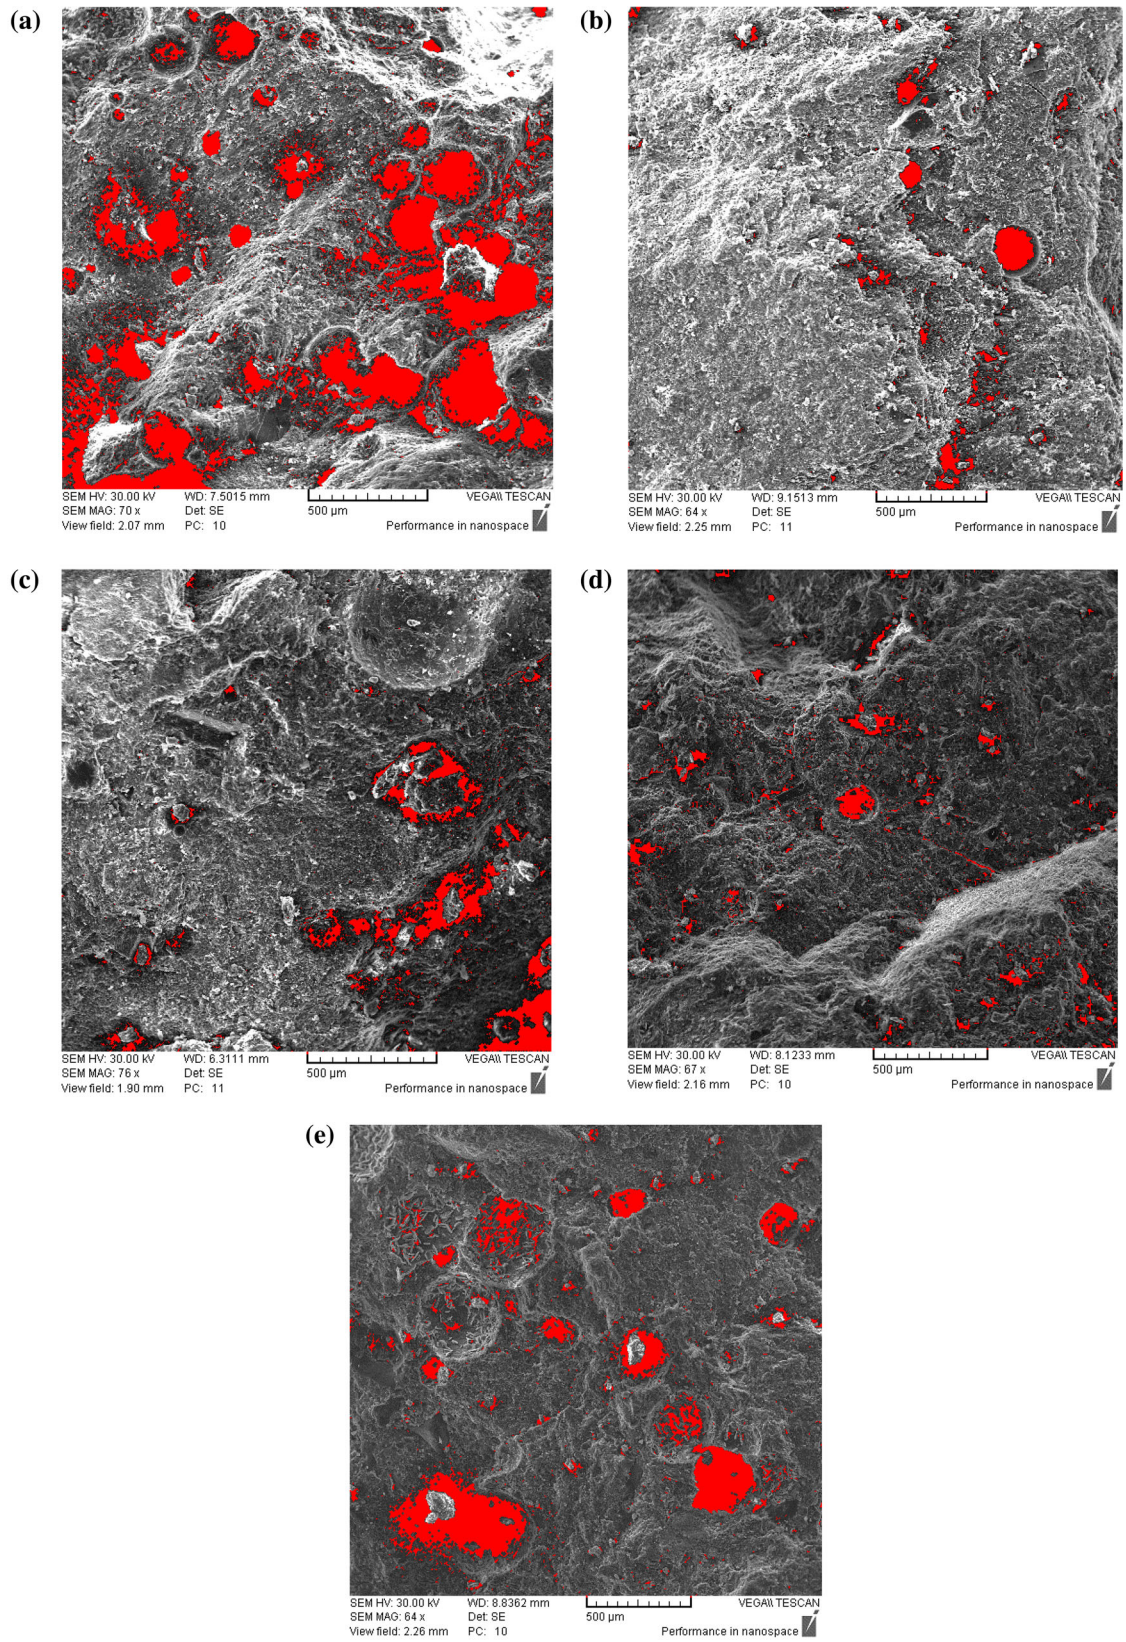 (a)
SEM HV: 30.00 kV WD: 7.5015 mm VEGA\\ TESCAN
SEM MAG: 70 x Det: SE 500 µm
View field: 2.07 mm PC: 10 Performance in nanospace
(b)
SEM HV: 30.00 kV WD: 9.1513 mm VEGA\\ TESCAN
SEM MAG: 64 x Det: SE 500 µm
View field: 2.25 mm PC: 11 Performance in nanospace
(c)
SEM HV: 30.00 kV WD: 6.3111 mm VEGA\\ TESCAN
SEM MAG: 76 x Det: SE 500 µm
View field: 1.90 mm PC: 11 Performance in nanospace
(d)
SEM HV: 30.00 kV WD: 8.1233 mm VEGA\\ TESCAN
SEM MAG: 67 x Det: SE 500 µm
View field: 2.16 mm PC: 10 Performance in nanospace
(e)
SEM HV: 30.00 kV WD: 8.8362 mm VEGA\\ TESCAN
SEM MAG: 64 x Det: SE 500 µm
View field: 2.26 mm PC: 10 Performance in nanospace